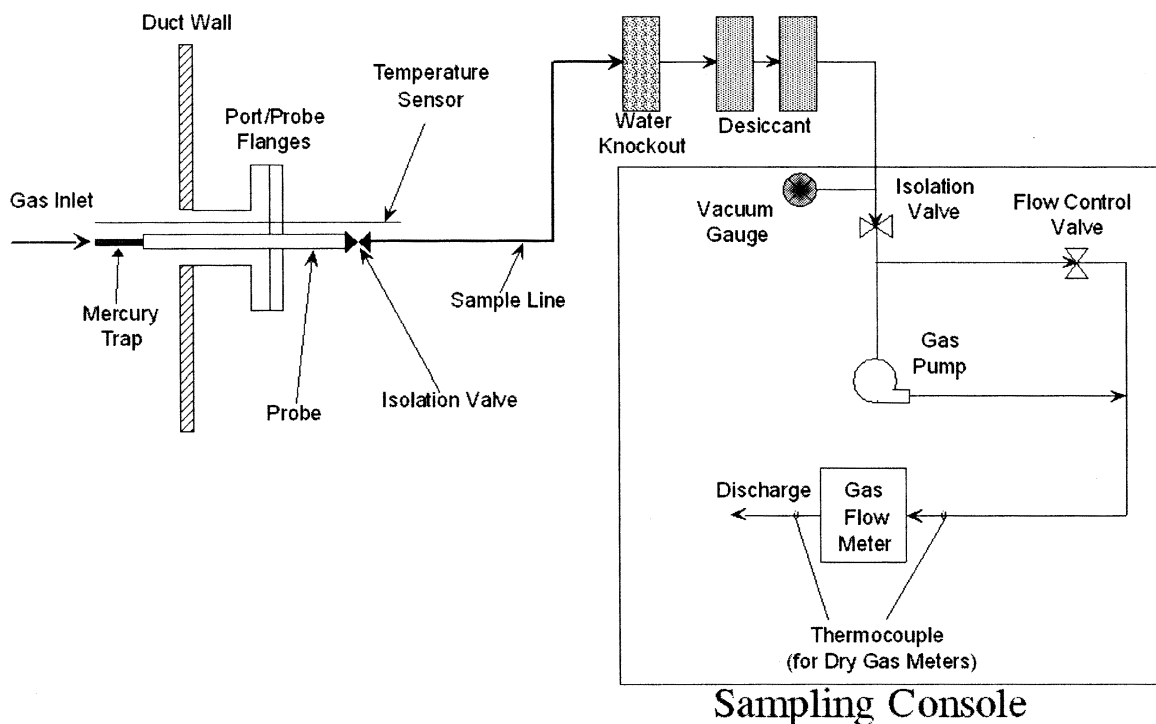 Duct Wall
Temperature
Sensor
Port/Probe
Flanges
Water
Knockout
Desiccant
Gas Inlet
Vacuum
Gauge
Isolation
Valve
Flow Control
Valve
Mercury
Trap
Sample Line
Probe
Isolation Valve
Gas
Pump
Discharge
Gas
Flow
Meter
Thermocouple
(for Dry Gas Meters)
Sampling Console